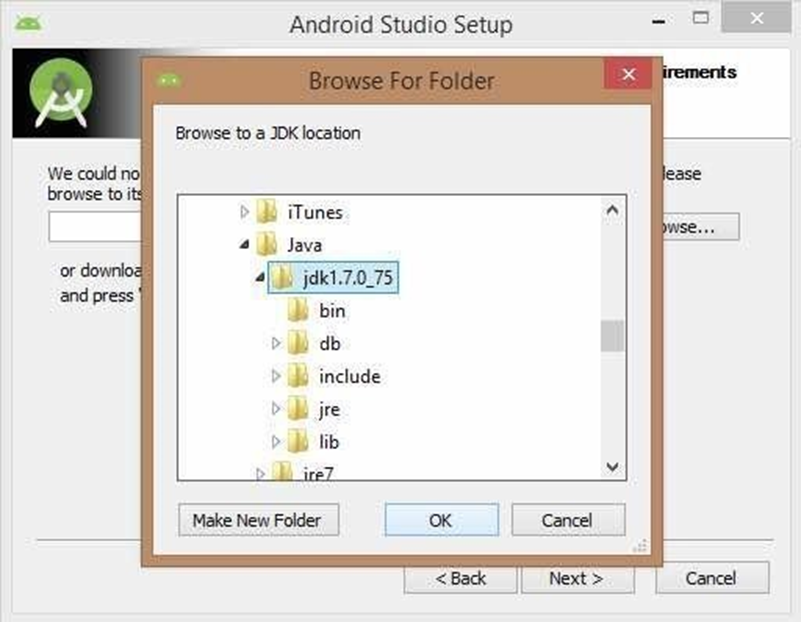 Android Studio Setup
Browse For Folder
Browse to a JDK location
We could no
browse to its
or downloa
and press '
iTunes
Java
jdk1.7.0_75
bin
db
include
jre
lib
jre7
Make New Folder
OK
Cancel
irements
lease
owse...
< Back
Next >
Cancel